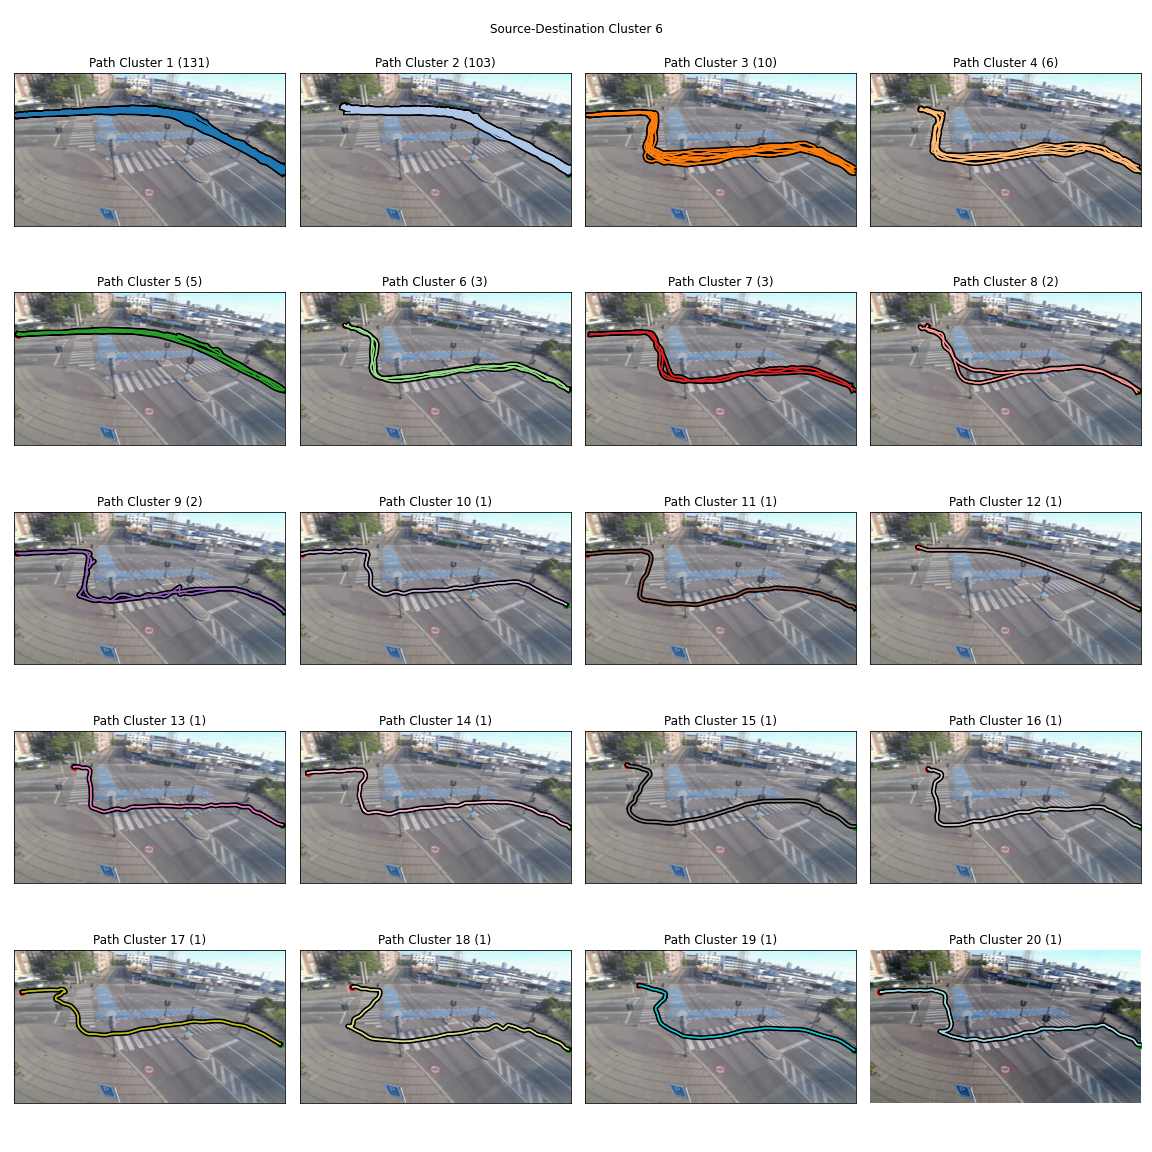 Source-Destination Cluster 6
Path Cluster 1 (131)
Path Cluster 2 (103)
Path Cluster 3 (10)
Path Cluster 4 (6)
Path Cluster 5 (5)
Path Cluster 6 (3)
Path Cluster 7 (3)
Path Cluster 8 (2)
Path Cluster 9 (2)
Path Cluster 10 (1)
Path Cluster 11 (1)
Path Cluster 12 (1)
Path Cluster 13 (1)
Path Cluster 14 (1)
Path Cluster 15 (1)
Path Cluster 16 (1)
Path Cluster 17 (1)
Path Cluster 18 (1)
Path Cluster 19 (1)
Path Cluster 20 (1)